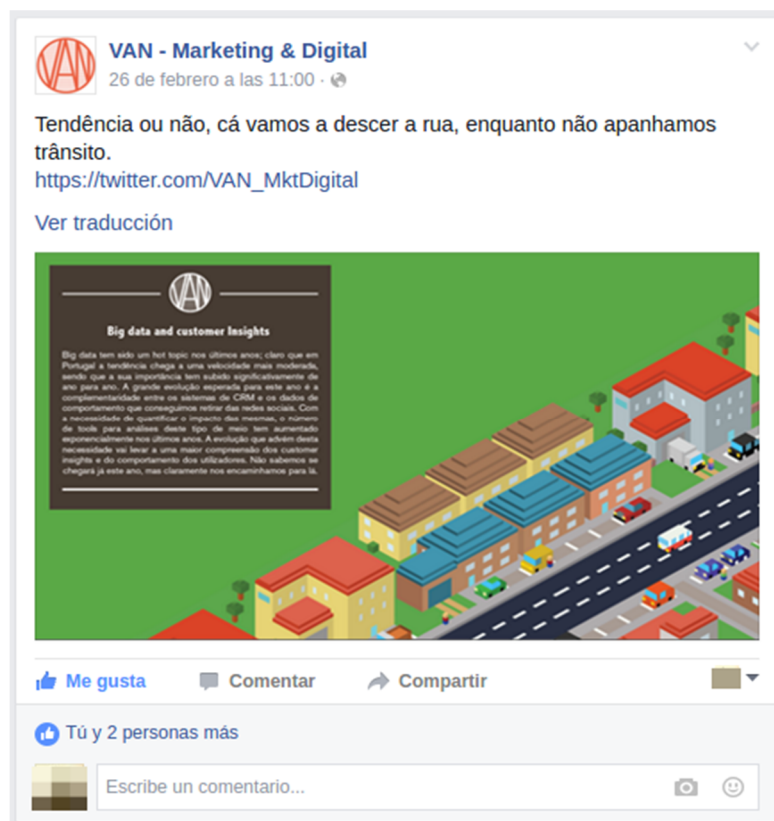 VAN
VAN - Marketing & Digital
26 de febrero a las 11:00 ·
Tendência ou não, cá vamos a descer a rua, enquanto não apanhamos
trânsito.
https://twitter.com/VAN_MktDigital
Ver traducción
VAN
Big data and customer Insights
Big data tem sido um hot topic nos últimos anos; claro que em
Portugal a tendência chega a uma velocidade mais moderada,
sendo que a sua importância tem subido significativamente de
ano para ano. A grande evolução esperada para este ano é a
complementaridade entre os sistemas de CRM e os dados de
comportamento que conseguimos retirar das redes sociais. Com
a necessidade de quantificar o impacto das mesmas, o número
de tools para análises deste tipo de meio tem aumentado
exponencialmente nos últimos anos. A evolução que advém desta
necessidade vai levar a uma maior compreensão dos customer
insights e do comportamento dos utilizadores. Não sabemos se
chegará já este ano, mas claramente nos encaminhamos para lá.
Me gusta
Comentar
Compartir
Tú y 2 personas más
Escribe un comentario...